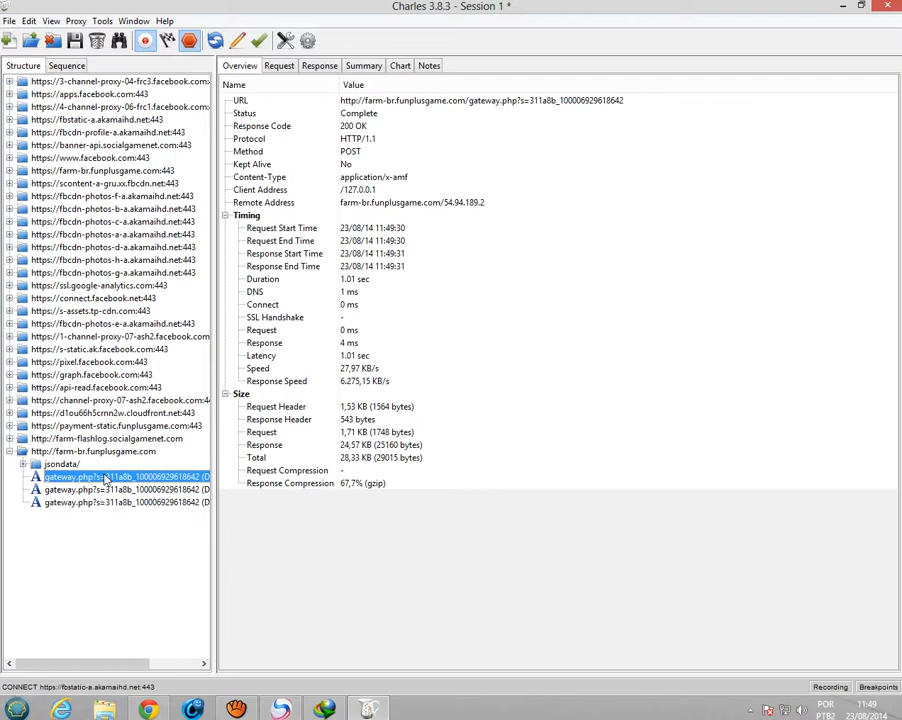 Charles 3.8.3 - Session 1 *
File Edit View Proxy Tools Window Help
Structure Sequence
https://3-channel-proxy-04-frc3.facebook.com:
https://apps.facebook.com:443
https://4-channel-proxy-06-frc1.facebook.com:
https://fbstatic-a.akamaihd.net:443
https://fbcdn-profile-a.akamaihd.net:443
https://banner-api.socialgamenet.com:443
https://www.facebook.com:443
https://farm-br.funplusgame.com:443
https://scontent-a-gru.xx.fbcdn.net:443
https://fbcdn-photos-f-a.akamaihd.net:443
https://fbcdn-photos-b-a.akamaihd.net:443
https://fbcdn-photos-c-a.akamaihd.net:443
https://fbcdn-photos-a-a.akamaihd.net:443
https://fbcdn-photos-d-a.akamaihd.net:443
https://fbcdn-photos-h-a.akamaihd.net:443
https://fbcdn-photos-g-a.akamaihd.net:443
https://ssl.google-analytics.com:443
https://connect.facebook.net:443
https://s-assets.tp-cdn.com:443
https://fbcdn-photos-e-a.akamaihd.net:443
https://1-channel-proxy-07-ash2.facebook.com
https://s-static.ak.facebook.com:443
https://pixel.facebook.com:443
https://graph.facebook.com:443
https://api-read.facebook.com:443
https://channel-proxy-07-ash2.facebook.com:44
https://d1ou66h5crnn2w.cloudfront.net:443
https://payment-static.funplusgame.com:443
http://farm-flashlog.socialgamenet.com
http://farm-br.funplusgame.com
jsondata/
gateway.php?s=311a8b_100006929618642 (D
gateway.php?s=311a8b_100006929618642 (D
gateway.php?s=311a8b_100006929618642 (D
Overview Request Response Summary Chart Notes
Name Value
URL http://farm-br.funplusgame.com/gateway.php?s=311a8b_100006929618642
Status Complete
Response Code 200 OK
Protocol HTTP/1.1
Method POST
Kept Alive No
Content-Type application/x-amf
Client Address /127.0.0.1
Remote Address farm-br.funplusgame.com/54.94.189.2
Timing
Request Start Time 23/08/14 11:49:30
Request End Time 23/08/14 11:49:30
Response Start Time 23/08/14 11:49:31
Response End Time 23/08/14 11:49:31
Duration 1.01 sec
DNS 1 ms
Connect 0 ms
SSL Handshake -
Request 0 ms
Response 4 ms
Latency 1.01 sec
Speed 27,97 KB/s
Response Speed 6.275,15 KB/s
Size
Request Header 1,53 KB (1564 bytes)
Response Header 543 bytes
Request 1,71 KB (1748 bytes)
Response 24,57 KB (25160 bytes)
Total 28,33 KB (29015 bytes)
Request Compression -
Response Compression 67,7% (gzip)
CONNECT https://fbstatic-a.akamaihd.net:443
Recording Breakpoints
POR 11:49
PTB2 23/08/2014